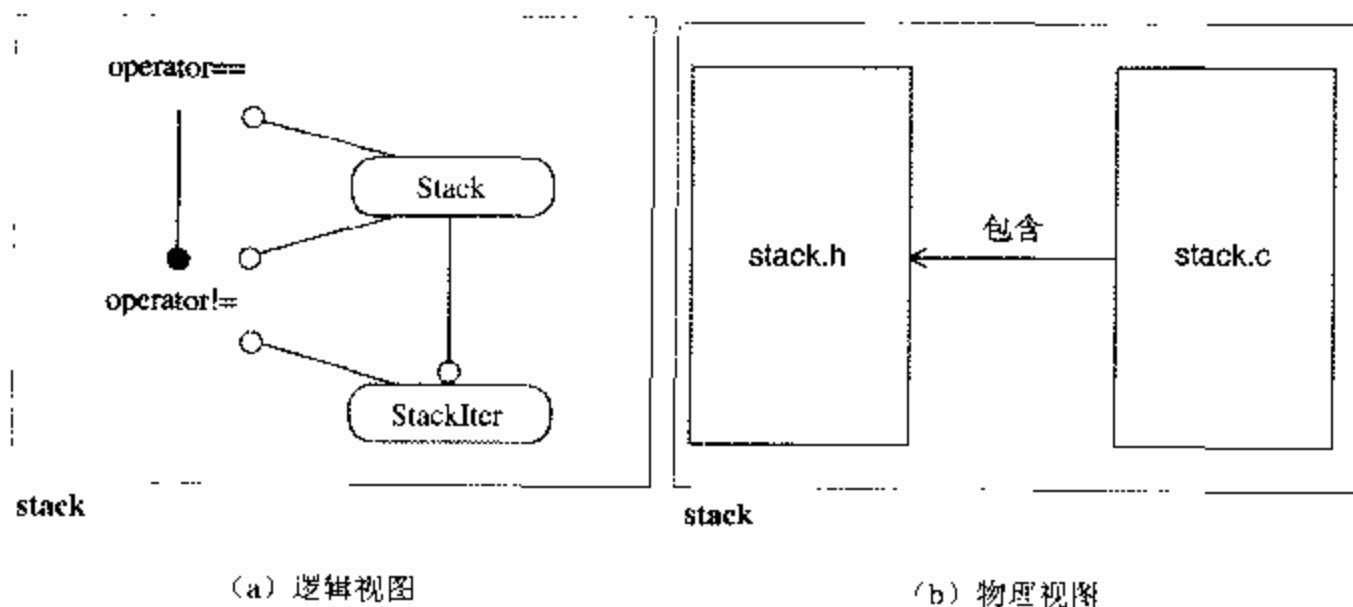 operator==
Stack
operator!=
StackIter
stack
(a) 逻辑视图
stack.h
包含
stack.c
stack
(b) 物理视图